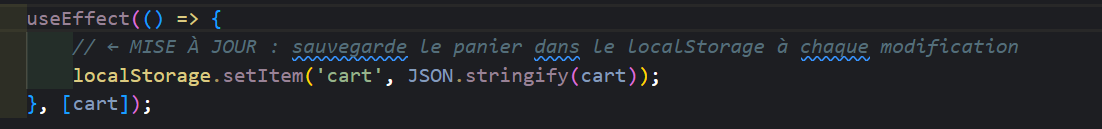 useEffect(() => {
// ← MISE À JOUR : sauvegarde le panier dans le localStorage à chaque modification
localStorage.setItem('cart', JSON.stringify(cart));
}, [cart]);